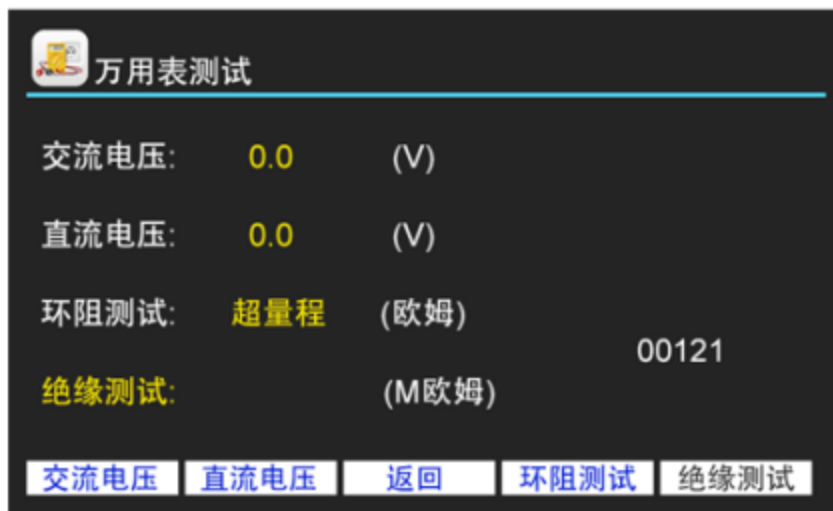 万用表测试
交流电压: 0.0 (V)
直流电压: 0.0 (V)
环阻测试: 超量程 (欧姆)
00121
绝缘测试: (M欧姆)
交流电压 直流电压 返回 环阻测试 绝缘测试